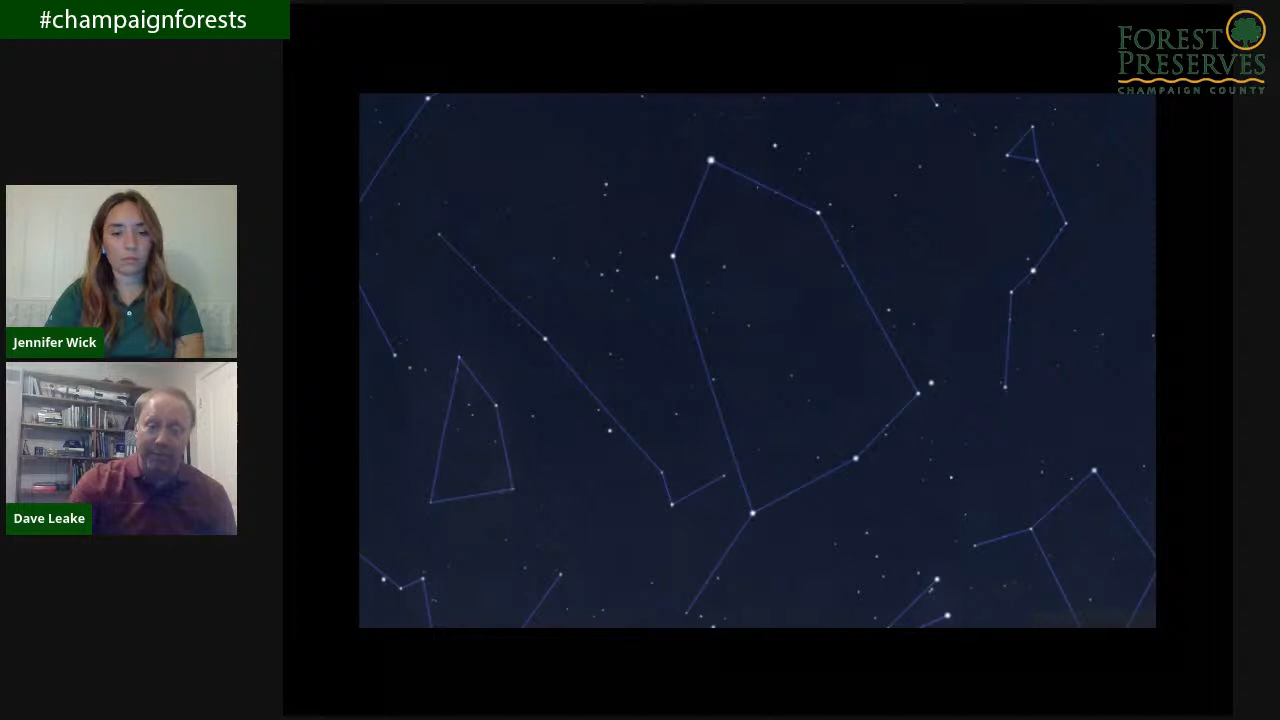 #champaignforests
FOREST
PRESERVES
CHAMPAIGN COUNTY
Jennifer Wick
Dave Leake